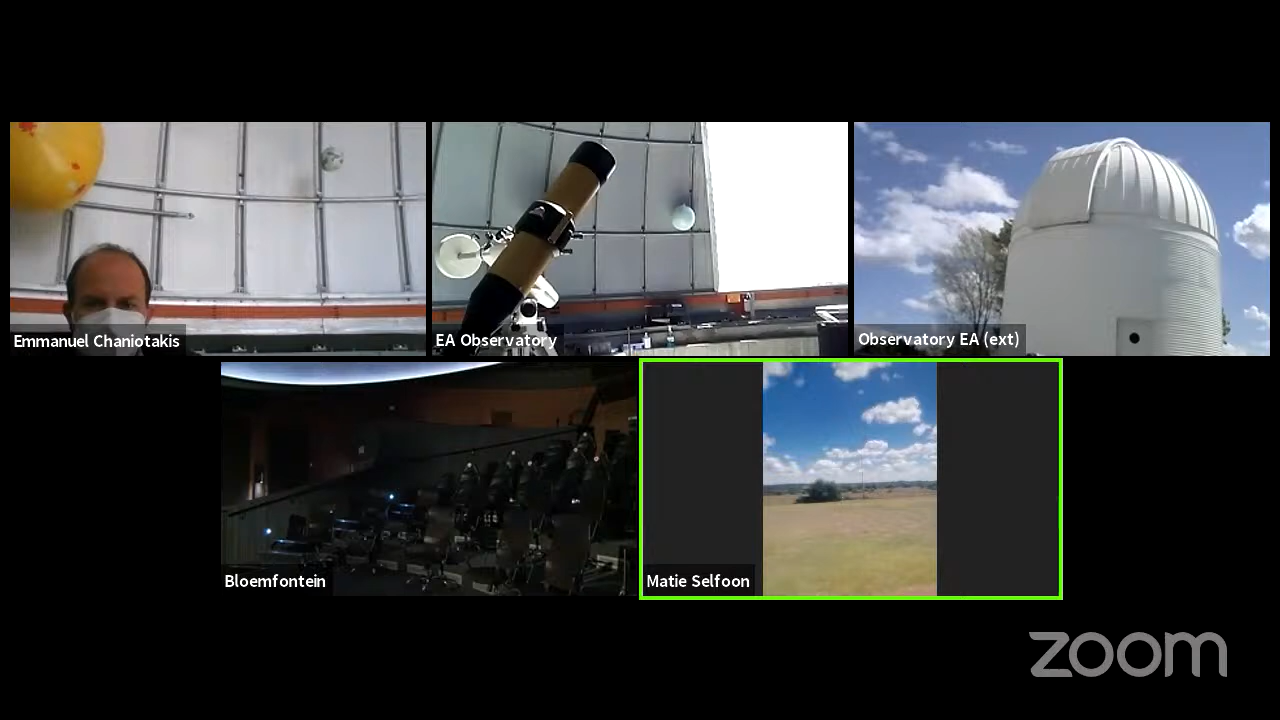 Emmanuel Chaniotakis
EA Observatory
Observatory EA (ext)
Bloemfontein
Matie Selfoon
zoom